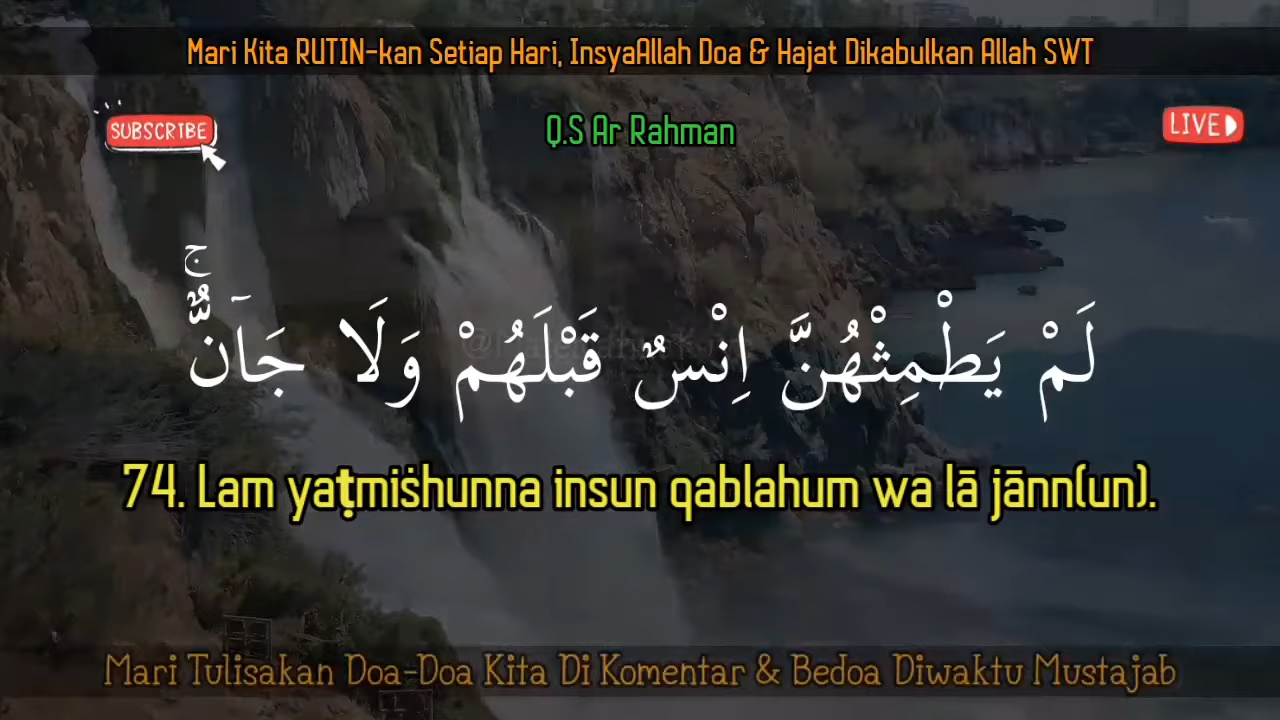 Mari Kita RUTIN-kan Setiap Hari, InsyaAllah Doa & Hajat Dikabulkan Allah SWT
SUBSCRIBE
Q.S Ar Rahman
LIVE
لَمْ يَطْمِثْهُنَّ اِنْسٌ قَبْلَهُمْ وَلَا جَاۤنٌّۚ
74. Lam yaṭmiṡhunna insun qablahum wa lā jānn(un).
Mari Tulisakan Doa-Doa Kita Di Komentar & Bedoa Diwaktu Mustajab